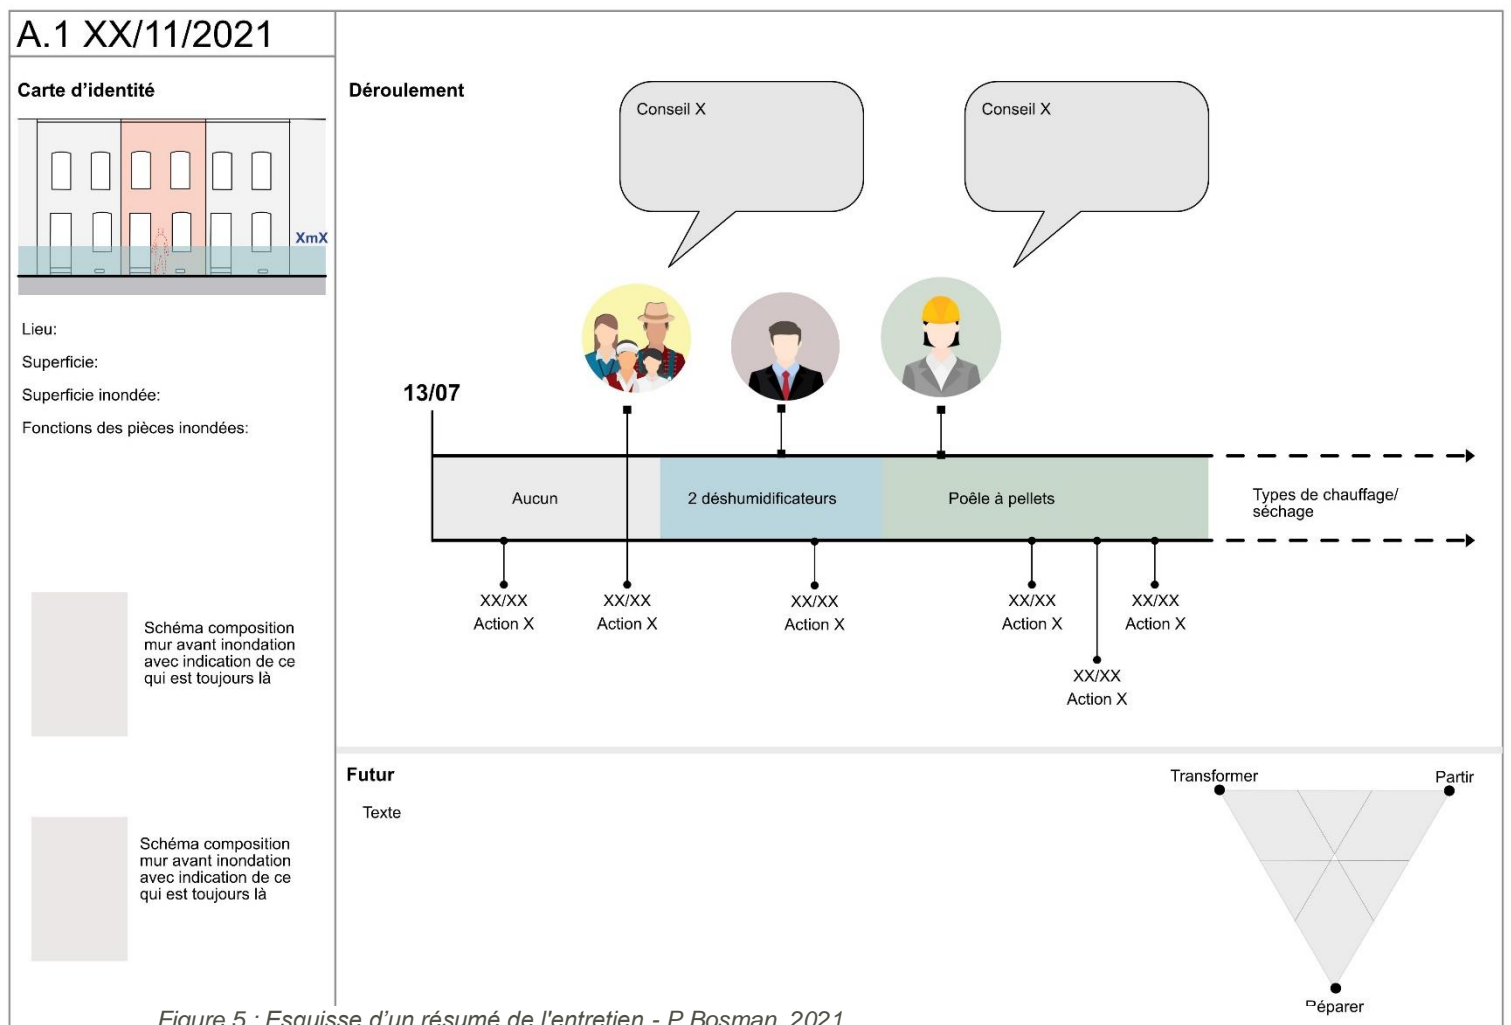 A.1 XX/11/2021
Carte d'identité
XmX
Lieu:
Superficie:
Superficie inondée:
Fonctions des pièces inondées:
Schéma composition
mur avant inondation
avec indication de ce
qui est toujours là
Schéma composition
mur avant inondation
avec indication de ce
qui est toujours là
Déroulement
Conseil X
Conseil X
13/07
Aucun
2 déshumidificateurs
Poêle à pellets
Types de chauffage/
séchage
XX/XX
Action X
XX/XX
Action X
XX/XX
Action X
XX/XX
Action X
XX/XX
Action X
XX/XX
Action X
Futur
Texte
Transformer
Partir
Réparer
Figure 5 : Esquisse d'un résumé de l'entretien - P.Bosman, 2021